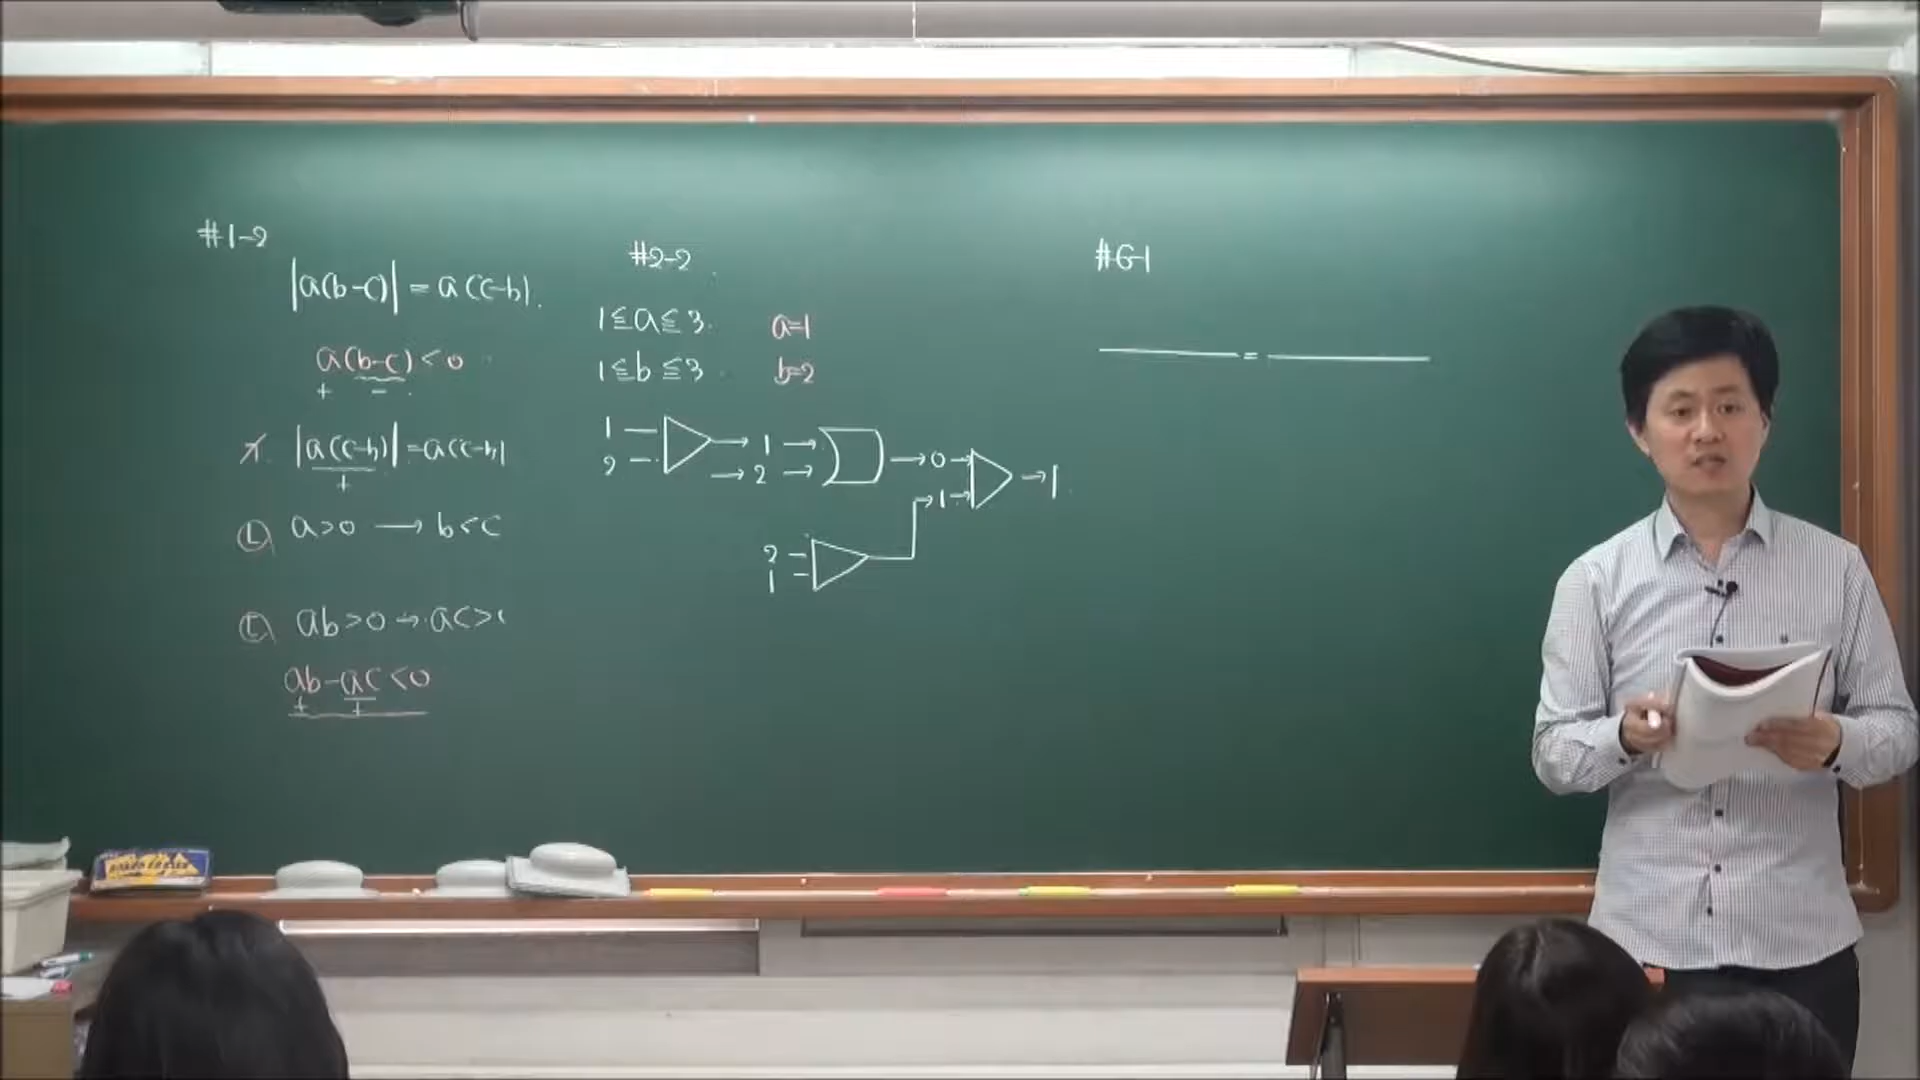 #1-2
|a(b-c)| = a(c-b).
a(b-c) < 0
+ -
ㄱ. |a(c-b)| = a(c-b)
+
ㄴ a>0 → b<c
ㄷ ab>0 → ac>0
ab-ac<0
+ +
#2-2
1≦a≦3. a=1
1≦b≦3. b=2
1 → 1 → → 0 → → 1
2 → 2 → → 1 →
2
1
#6-1
=